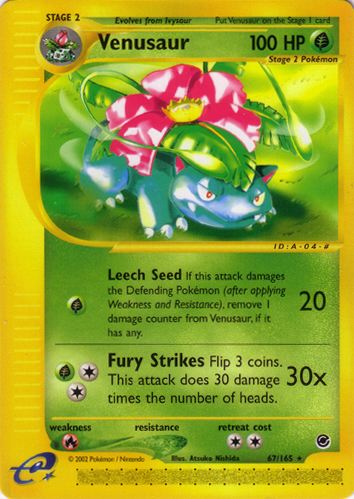 STAGE 2
Evolves from Ivysaur
Put Venusaur on the Stage 1 card
Venusaur
100 HP
Stage 2 Pokémon
ID:A-04-#
Leech Seed If this attack damages
the Defending Pokémon (after applying
Weakness and Resistance), remove 1
damage counter from Venusaur, if it
has any.
20
Fury Strikes Flip 3 coins.
This attack does 30 damage
times the number of heads.
30x
weakness
resistance
retreat cost
© 2002 Pokémon / Nintendo
Illus. Atsuko Nishida
67/165 ★
e